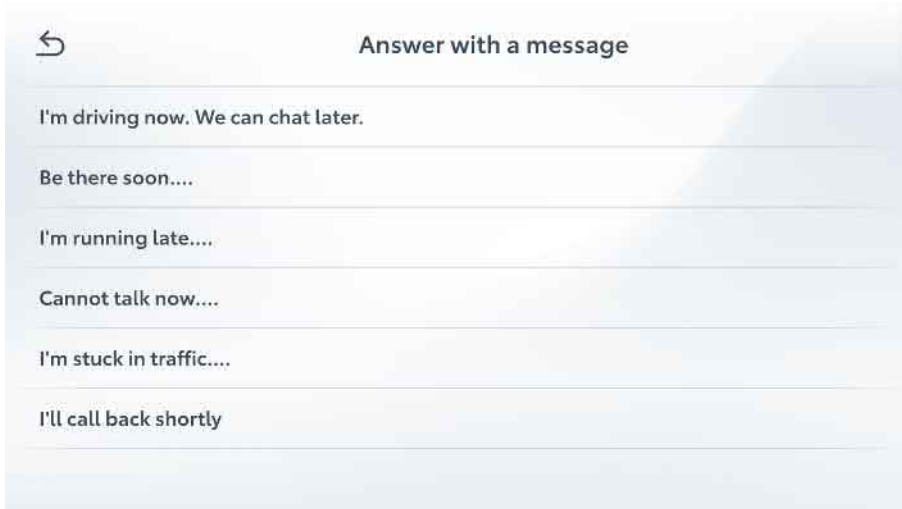 Answer with a message
I'm driving now. We can chat later.
Be there soon....
I'm running late....
Cannot talk now....
I'm stuck in traffic....
I'll call back shortly